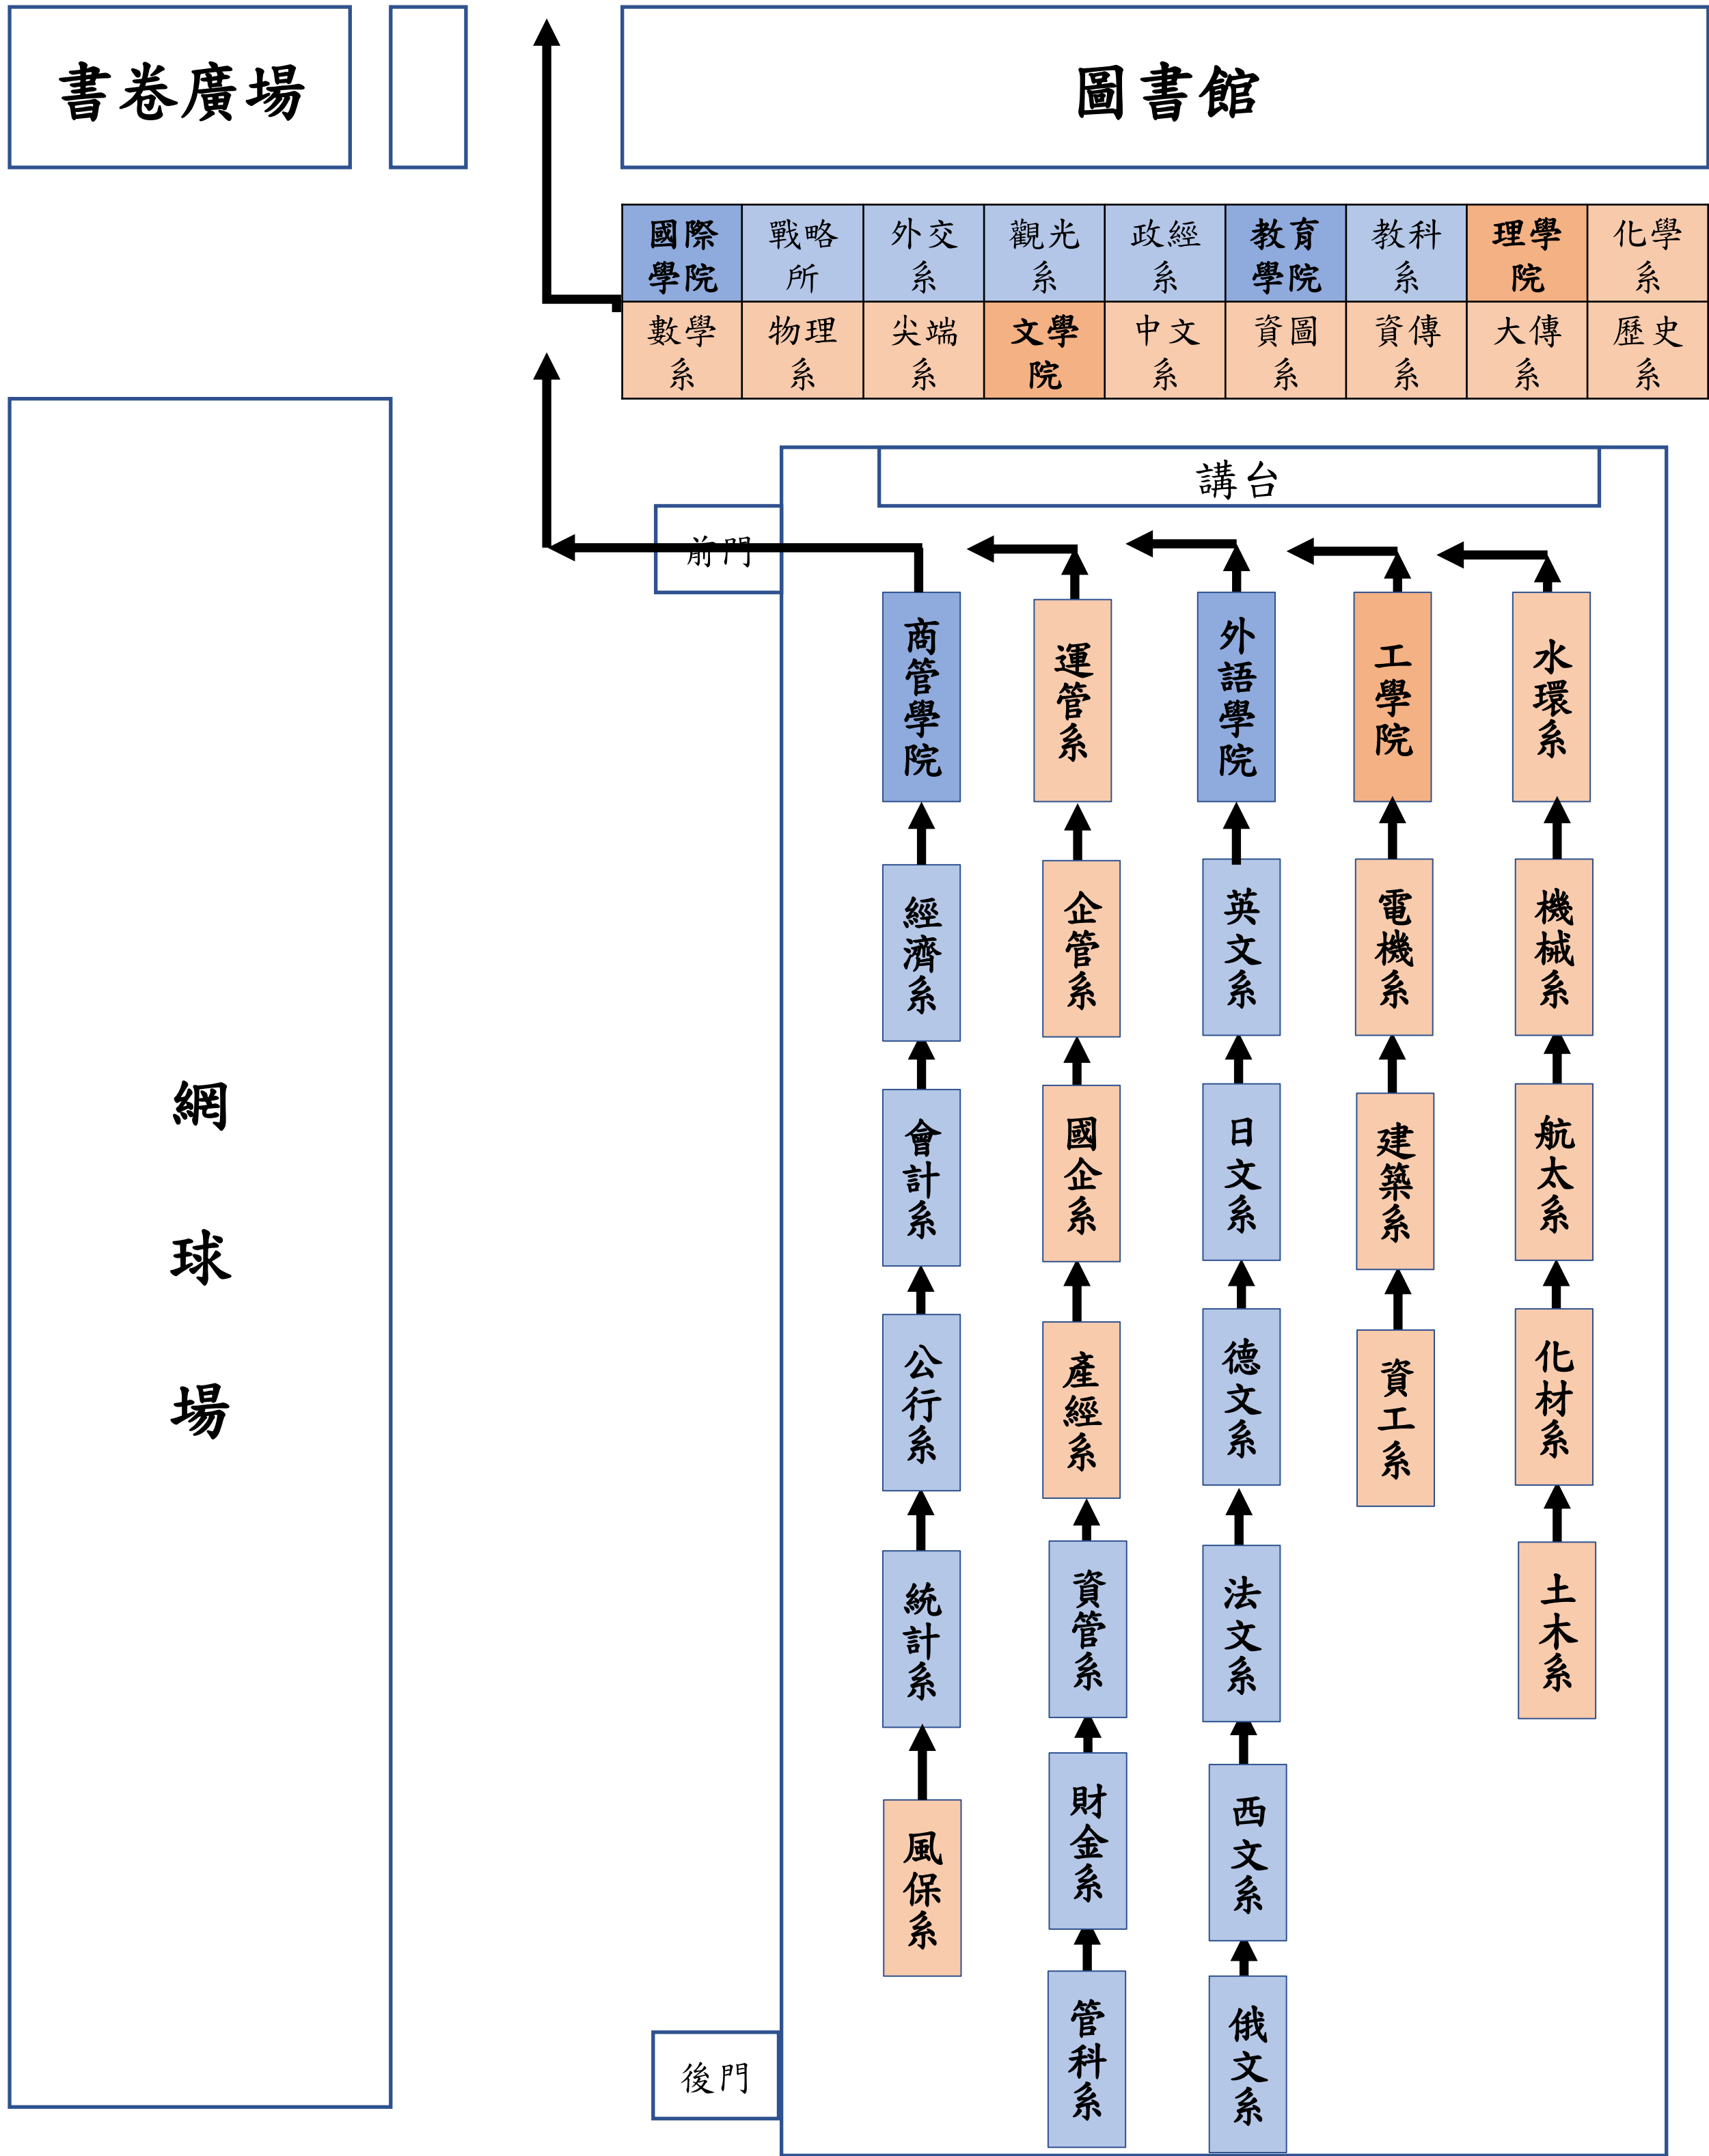 書卷廣場
圖書館
國際學院
戰略所
外交系
觀光系
政經系
教育學院
教科系
理學院
化學系
數學系
物理系
尖端系
文學院
中文系
資圖系
資傳系
大傳系
歷史系
講台
前門
商管學院
運管系
外語學院
工學院
水環系
經濟系
企管系
英文系
電機系
機械系
會計系
國企系
日文系
建築系
航太系
公行系
產經系
德文系
資工系
化材系
統計系
資管系
法文系
土木系
風保系
財金系
西文系
管科系
俄文系
後門
網球場